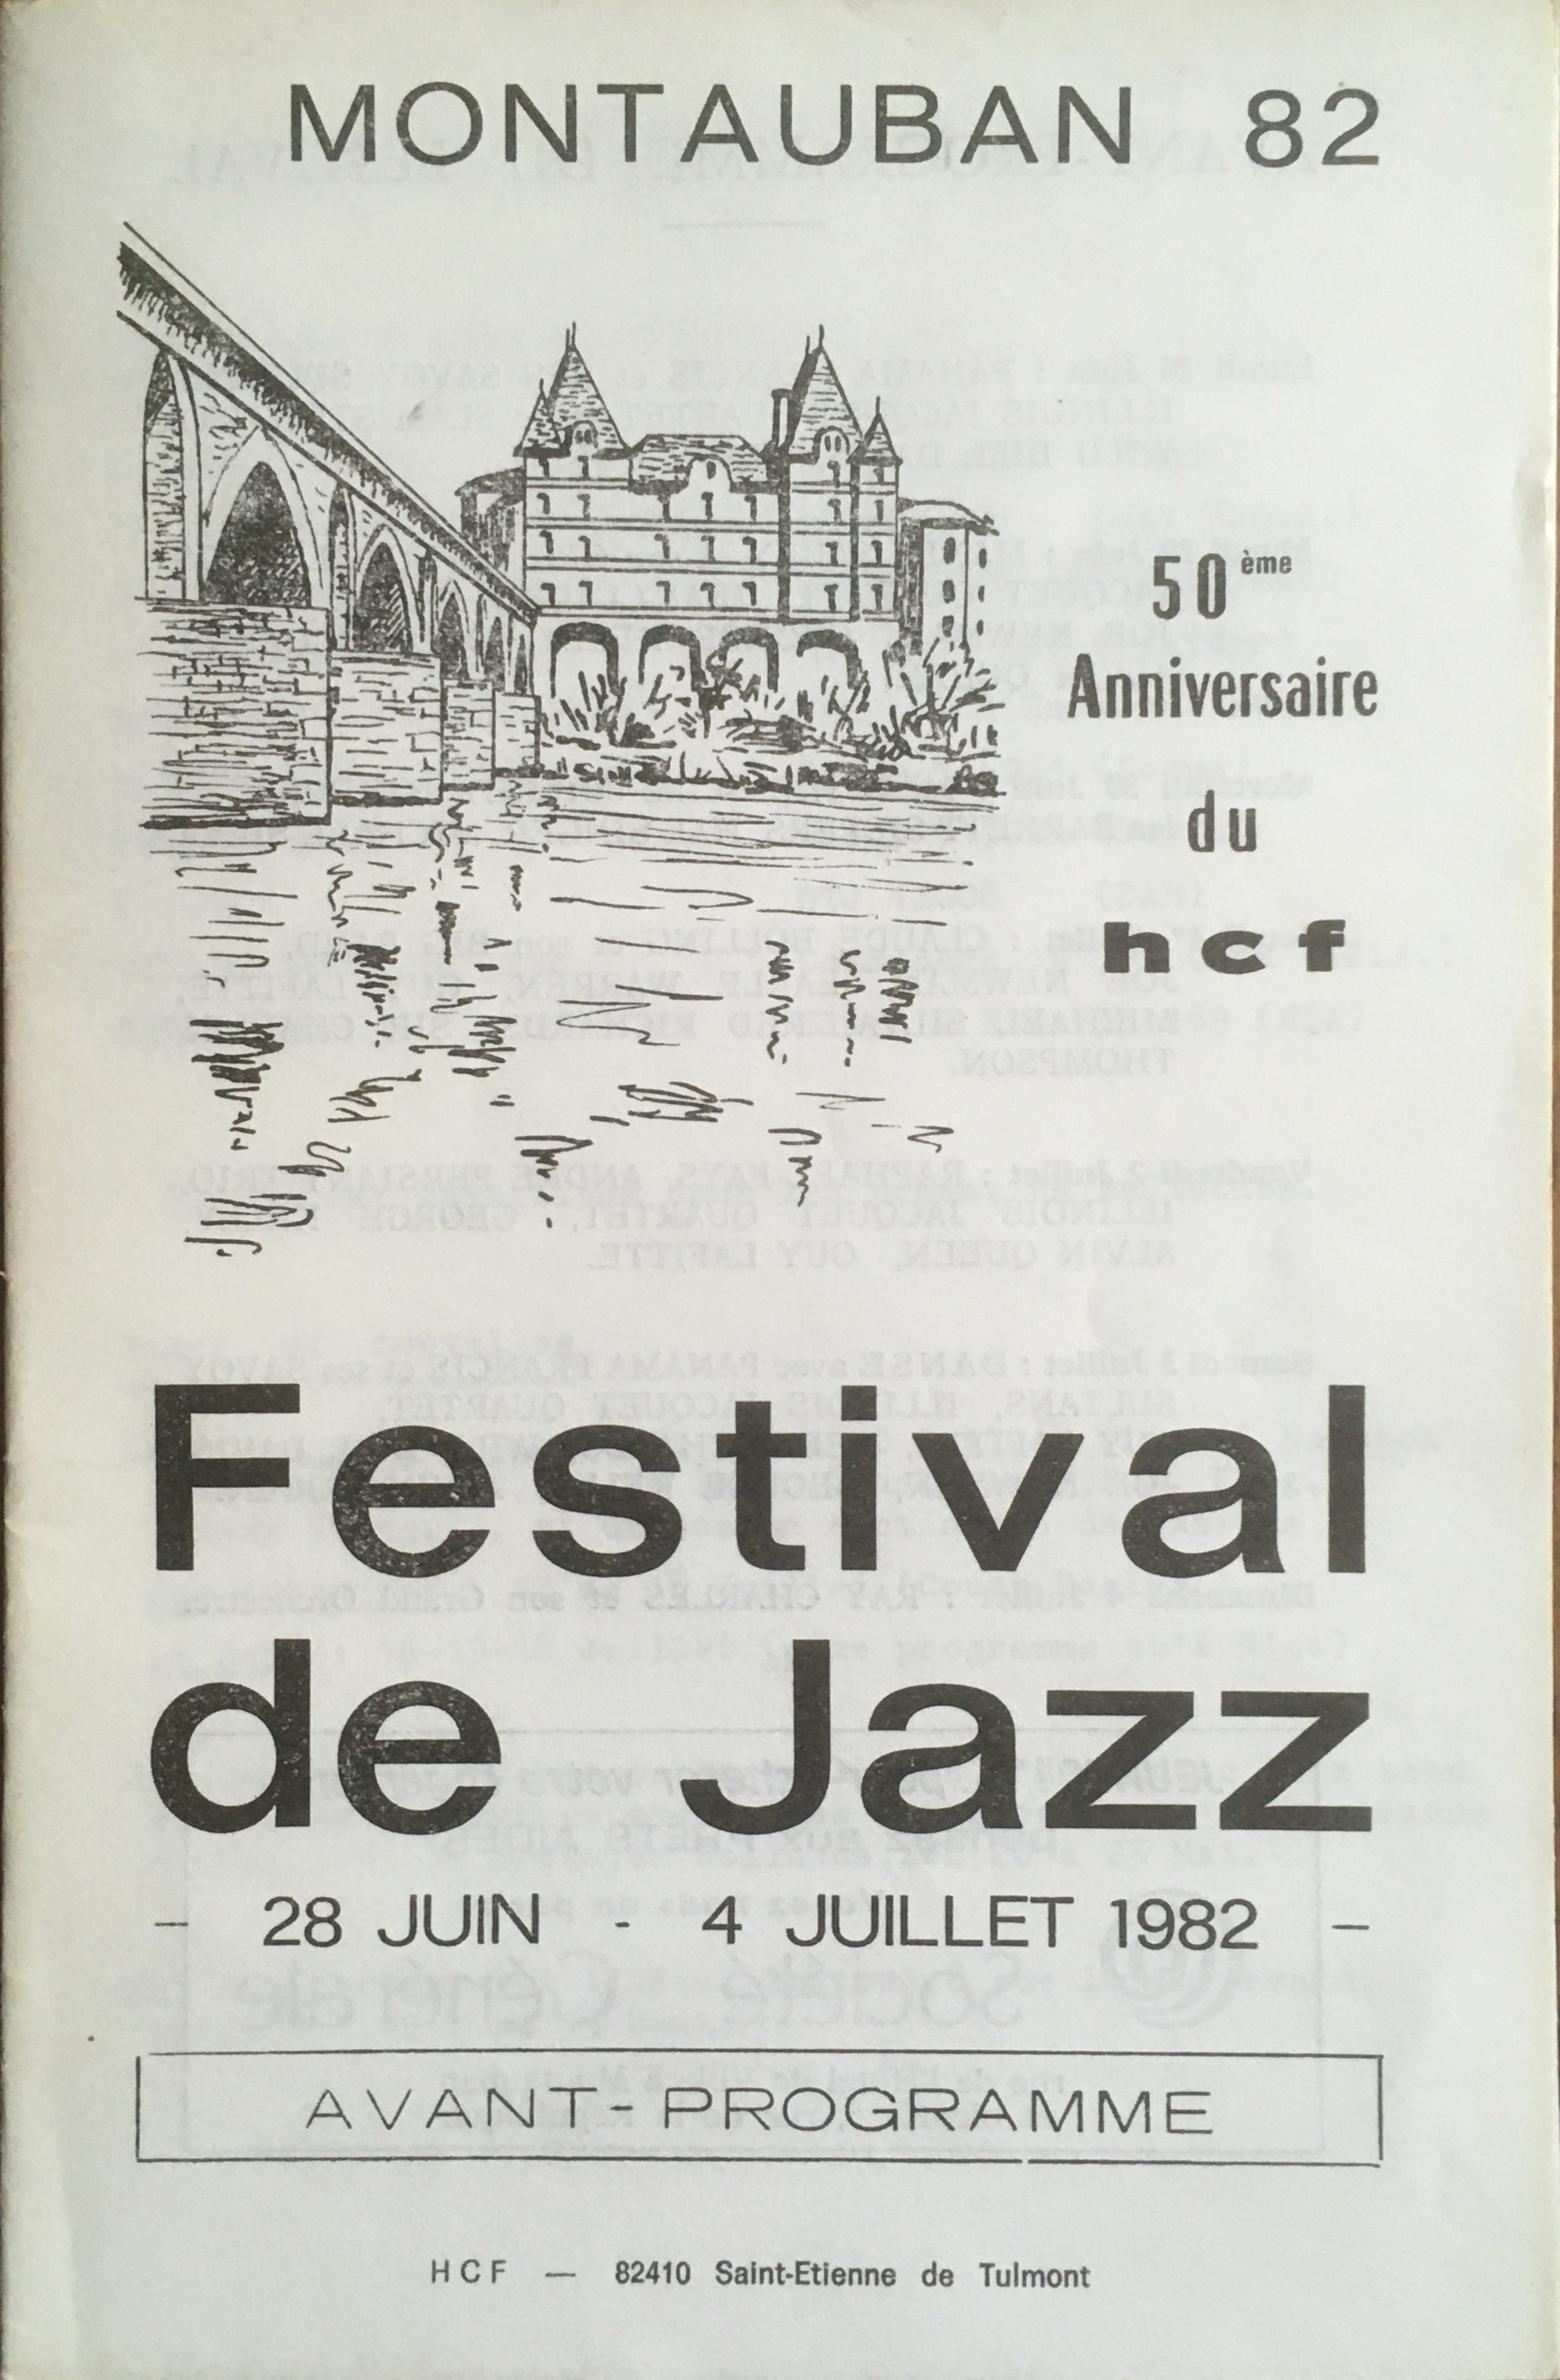 MONTAUBAN 82
50ème
Anniversaire
du
hcf
Festival
de Jazz
- 28 JUIN - 4 JUILLET 1982 -
AVANT-PROGRAMME
HCF — 82410 Saint-Etienne de Tulmont